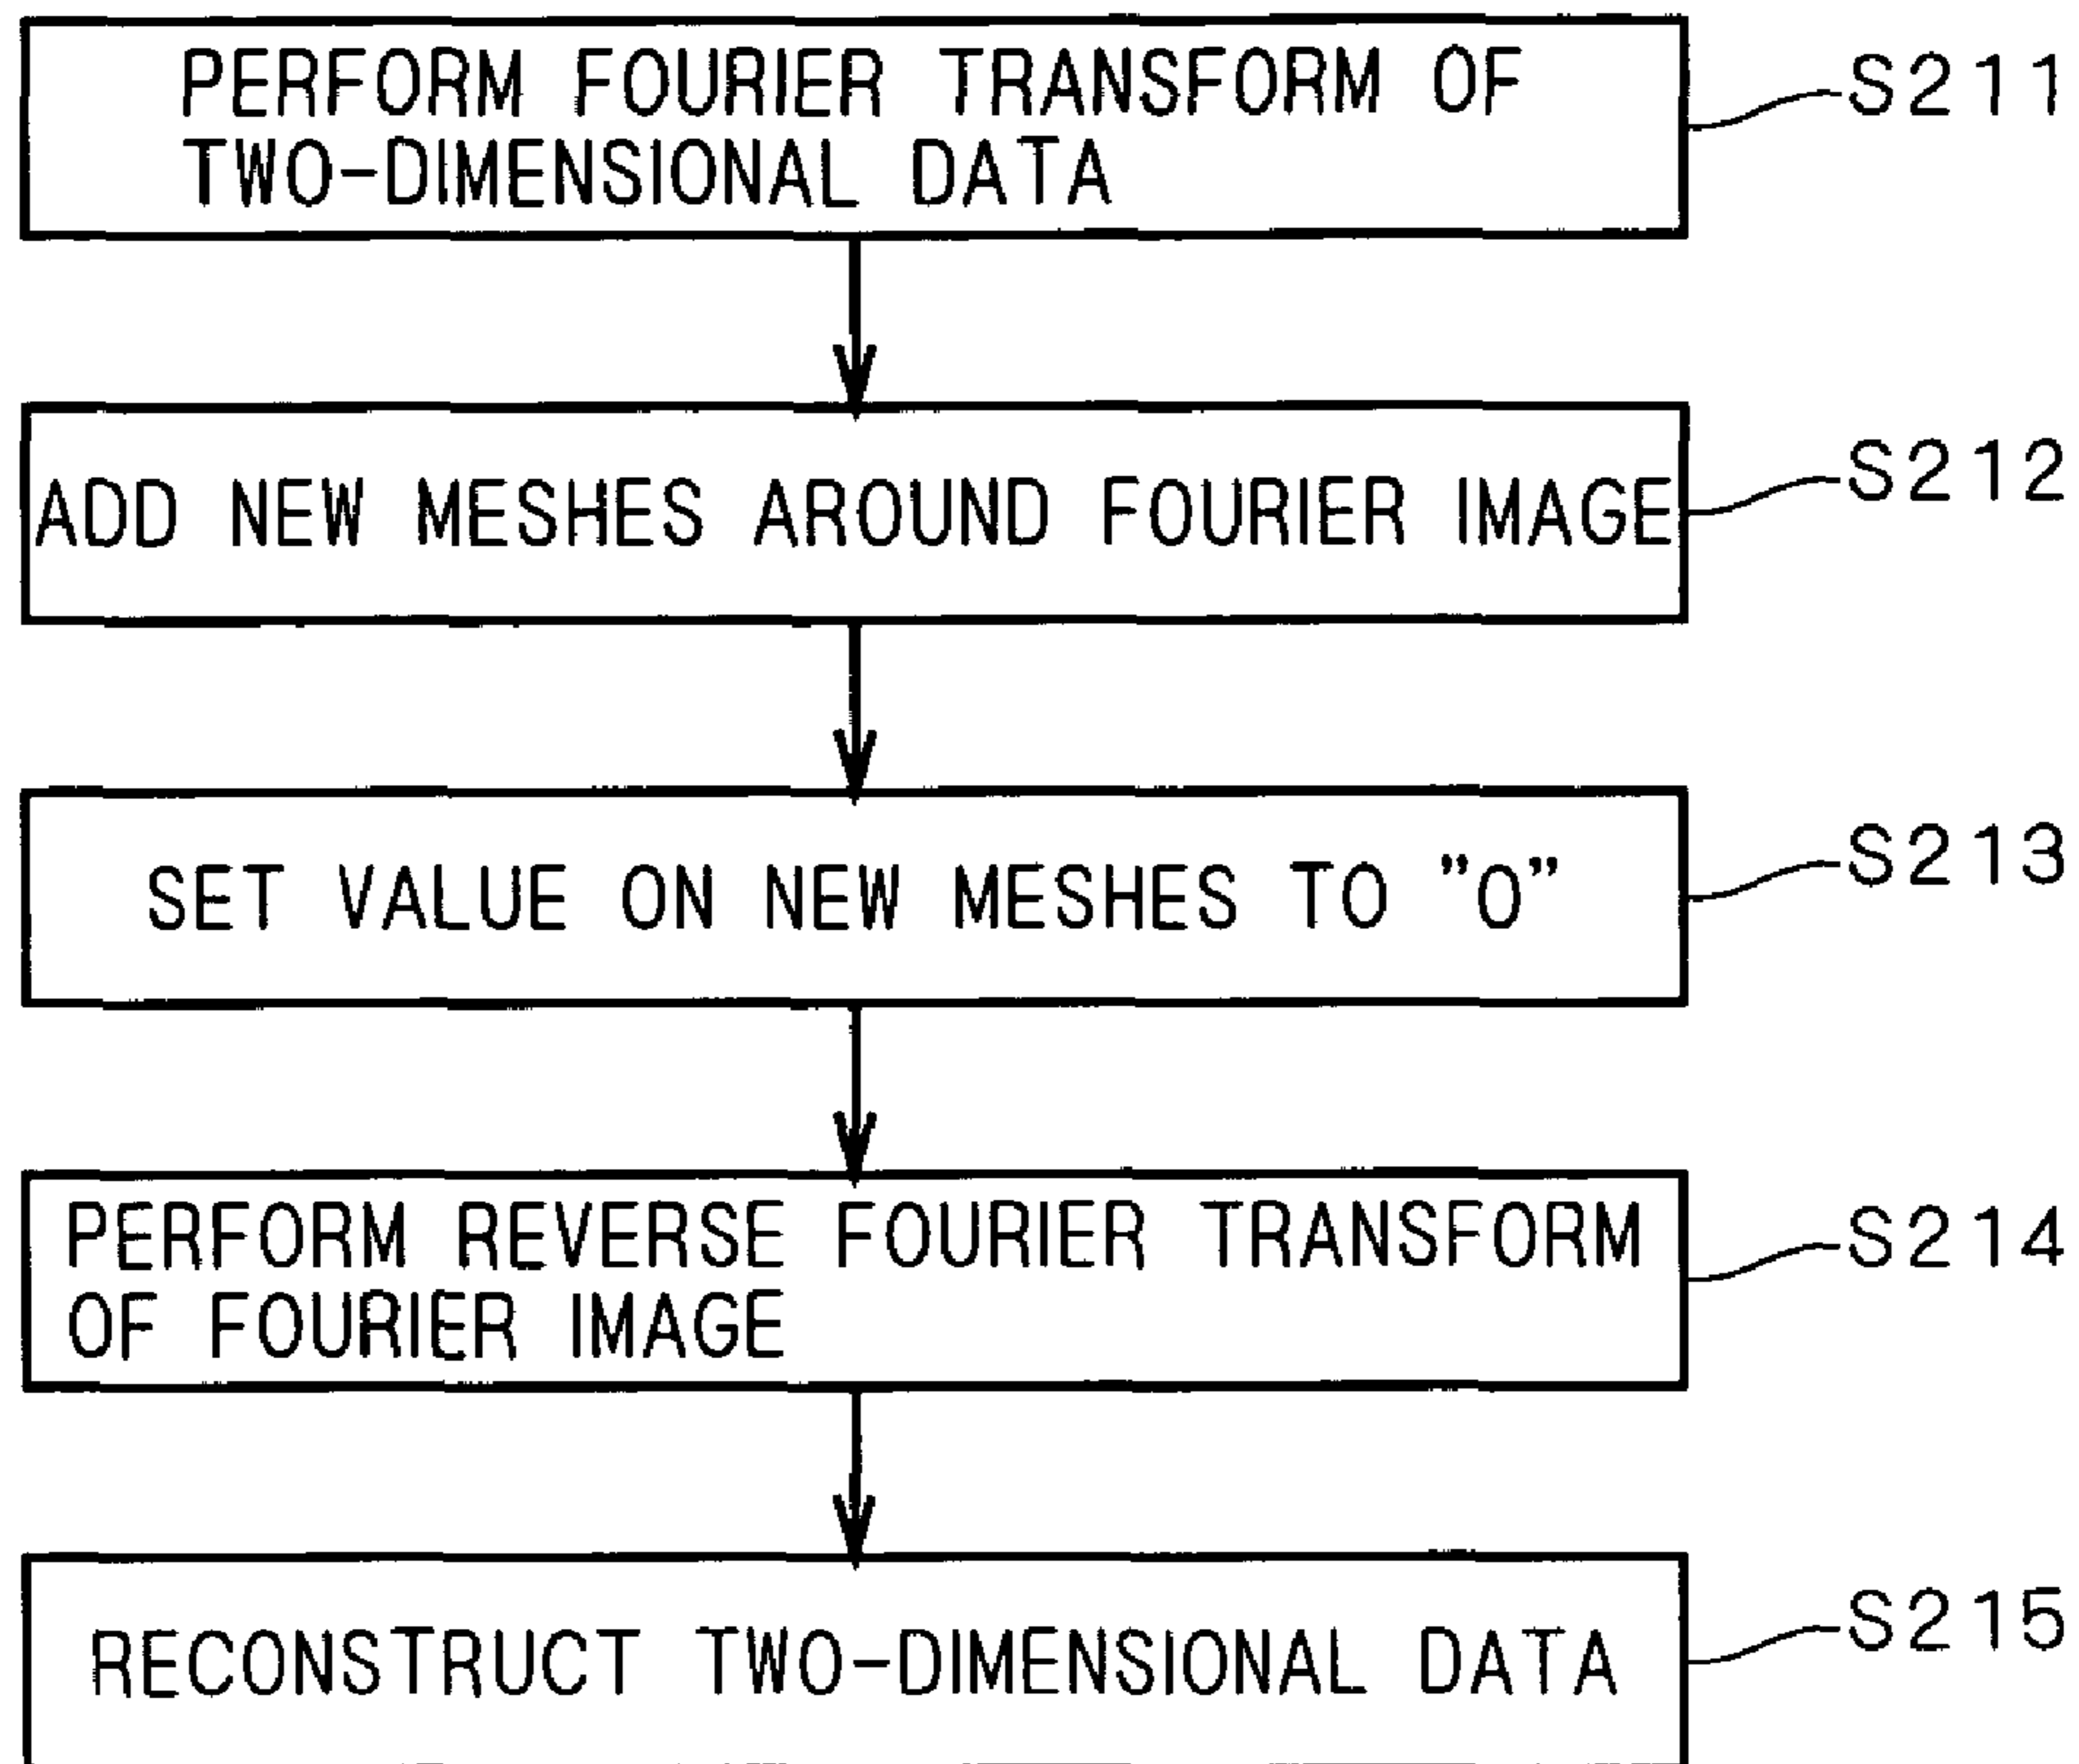 PERFORM FOURIER TRANSFORM OF
TWO-DIMENSIONAL DATA
S211
ADD NEW MESHES AROUND FOURIER IMAGE
S212
SET VALUE ON NEW MESHES TO "0"
S213
PERFORM REVERSE FOURIER TRANSFORM
OF FOURIER IMAGE
S214
RECONSTRUCT TWO-DIMENSIONAL DATA
S215